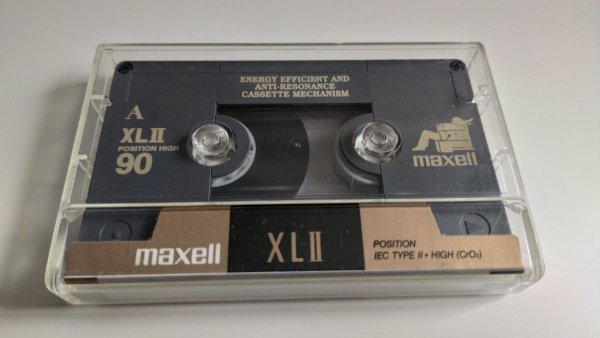 ENERGY EFFICIENT AND
ANTI-RESONANCE
CASSETTE MECHANISM
A
XLII
POSITION HIGH
90
maxell
maxell
XLII
POSITION
IEC TYPE II • HIGH (CrO₂)